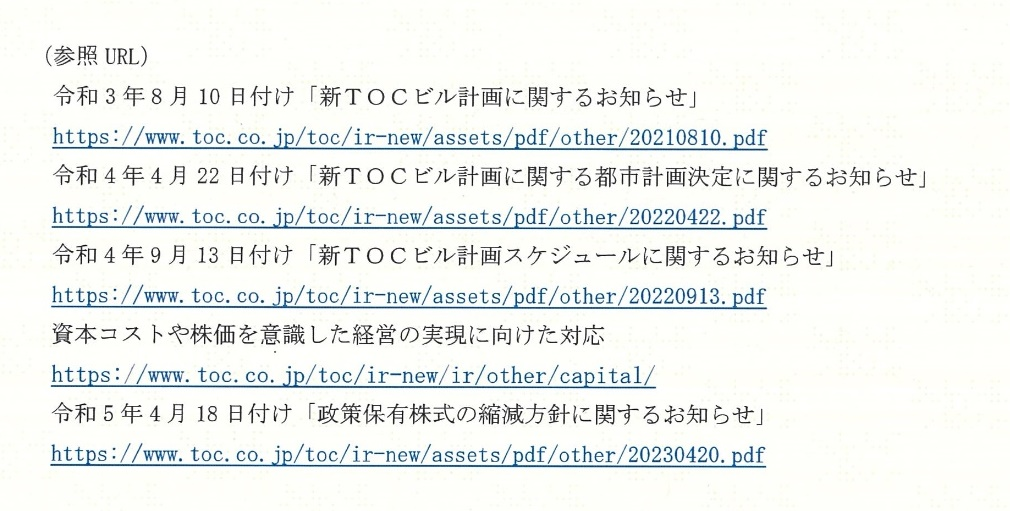 （参照 URL）
令和３年８月 10 日付け「新ＴＯＣビル計画に関するお知らせ」
https://www.toc.co.jp/toc/ir-new/assets/pdf/other/20210810.pdf
令和４年４月 22 日付け「新ＴＯＣビル計画に関する都市計画決定に関するお知らせ」
https://www.toc.co.jp/toc/ir-new/assets/pdf/other/20220422.pdf
令和４年９月 13 日付け「新ＴＯＣビル計画スケジュールに関するお知らせ」
https://www.toc.co.jp/toc/ir-new/assets/pdf/other/20220913.pdf
資本コストや株価を意識した経営の実現に向けた対応
https://www.toc.co.jp/toc/ir-new/ir/other/capital/
令和５年４月 18 日付け「政策保有株式の縮減方針に関するお知らせ」
https://www.toc.co.jp/toc/ir-new/assets/pdf/other/20230420.pdf